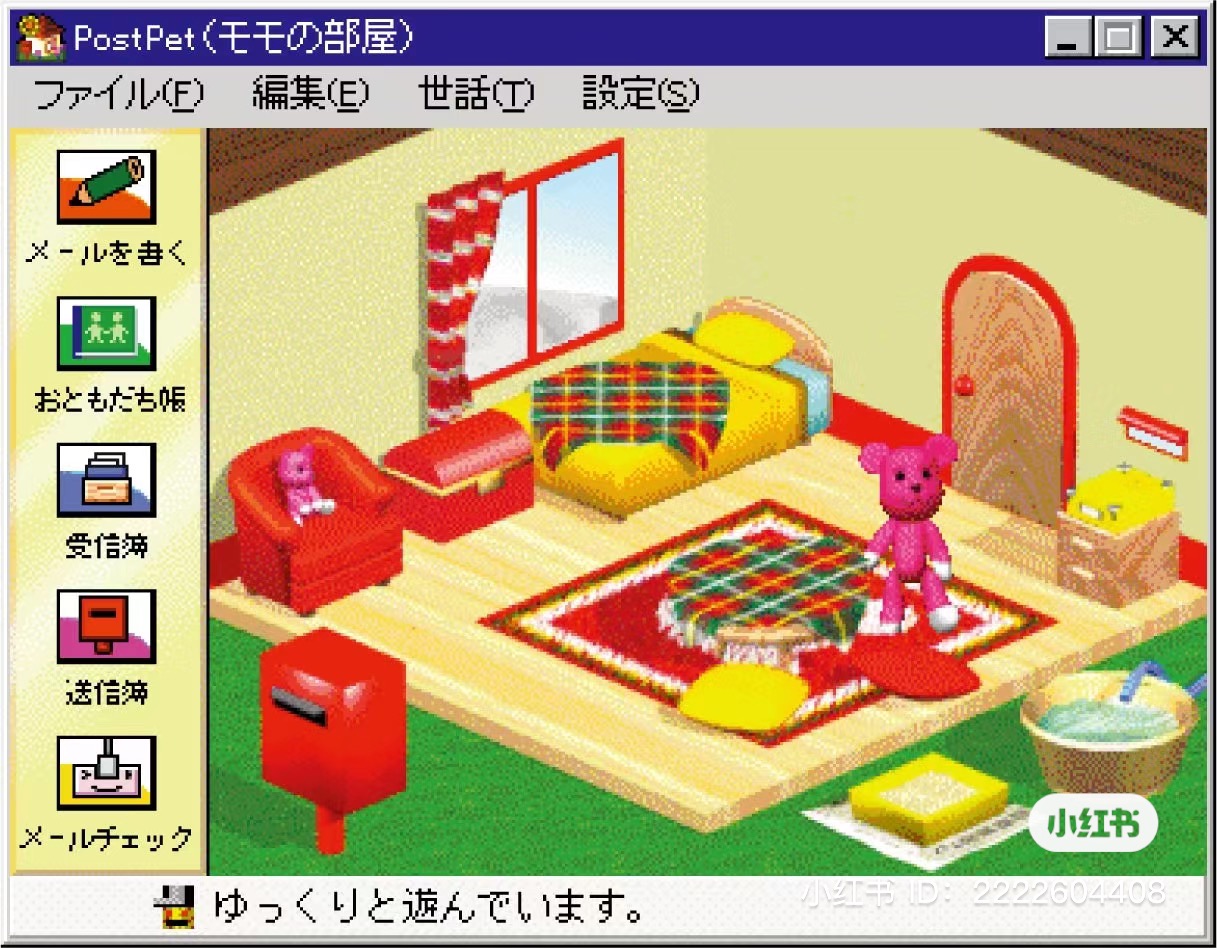 PostPet(モモの部屋)
ファイル(F) 編集(E) 世話(T) 設定(S)
メールを書く
おともだち帳
受信簿
送信簿
メールチェック
小红书
ゆっくりと遊んでいます。
小红书 ID: 2222604408